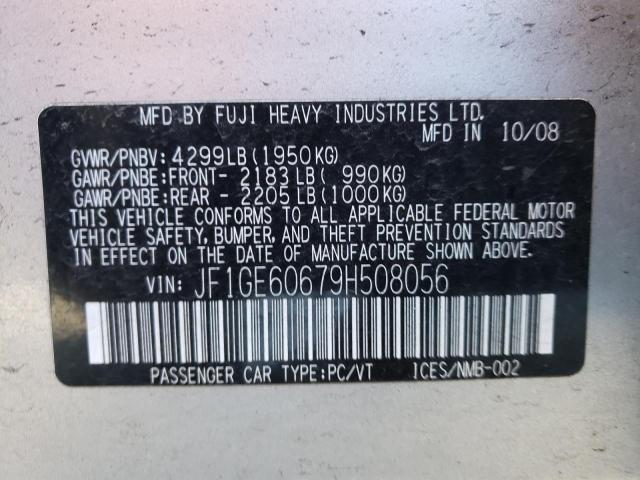 MFD BY FUJI HEAVY INDUSTRIES LTD.
MFD IN 10/08
GVWR/PNBV: 4299LB (1950KG)
GAWR/PNBE:FRONT- 2183LB ( 990KG)
GAWR/PNBE:REAR - 2205LB (1000KG)
THIS VEHICLE CONFORMS TO ALL APPLICABLE FEDERAL MOTOR
VEHICLE SAFETY, BUMPER, AND THEFT PREVENTION STANDARDS
IN EFFECT ON THE DATE OF MANUFACTURE SHOWN ABOVE.
VIN: JF1GE60679H508056
PASSENGER CAR TYPE:PC/VT ICES/NMB-002